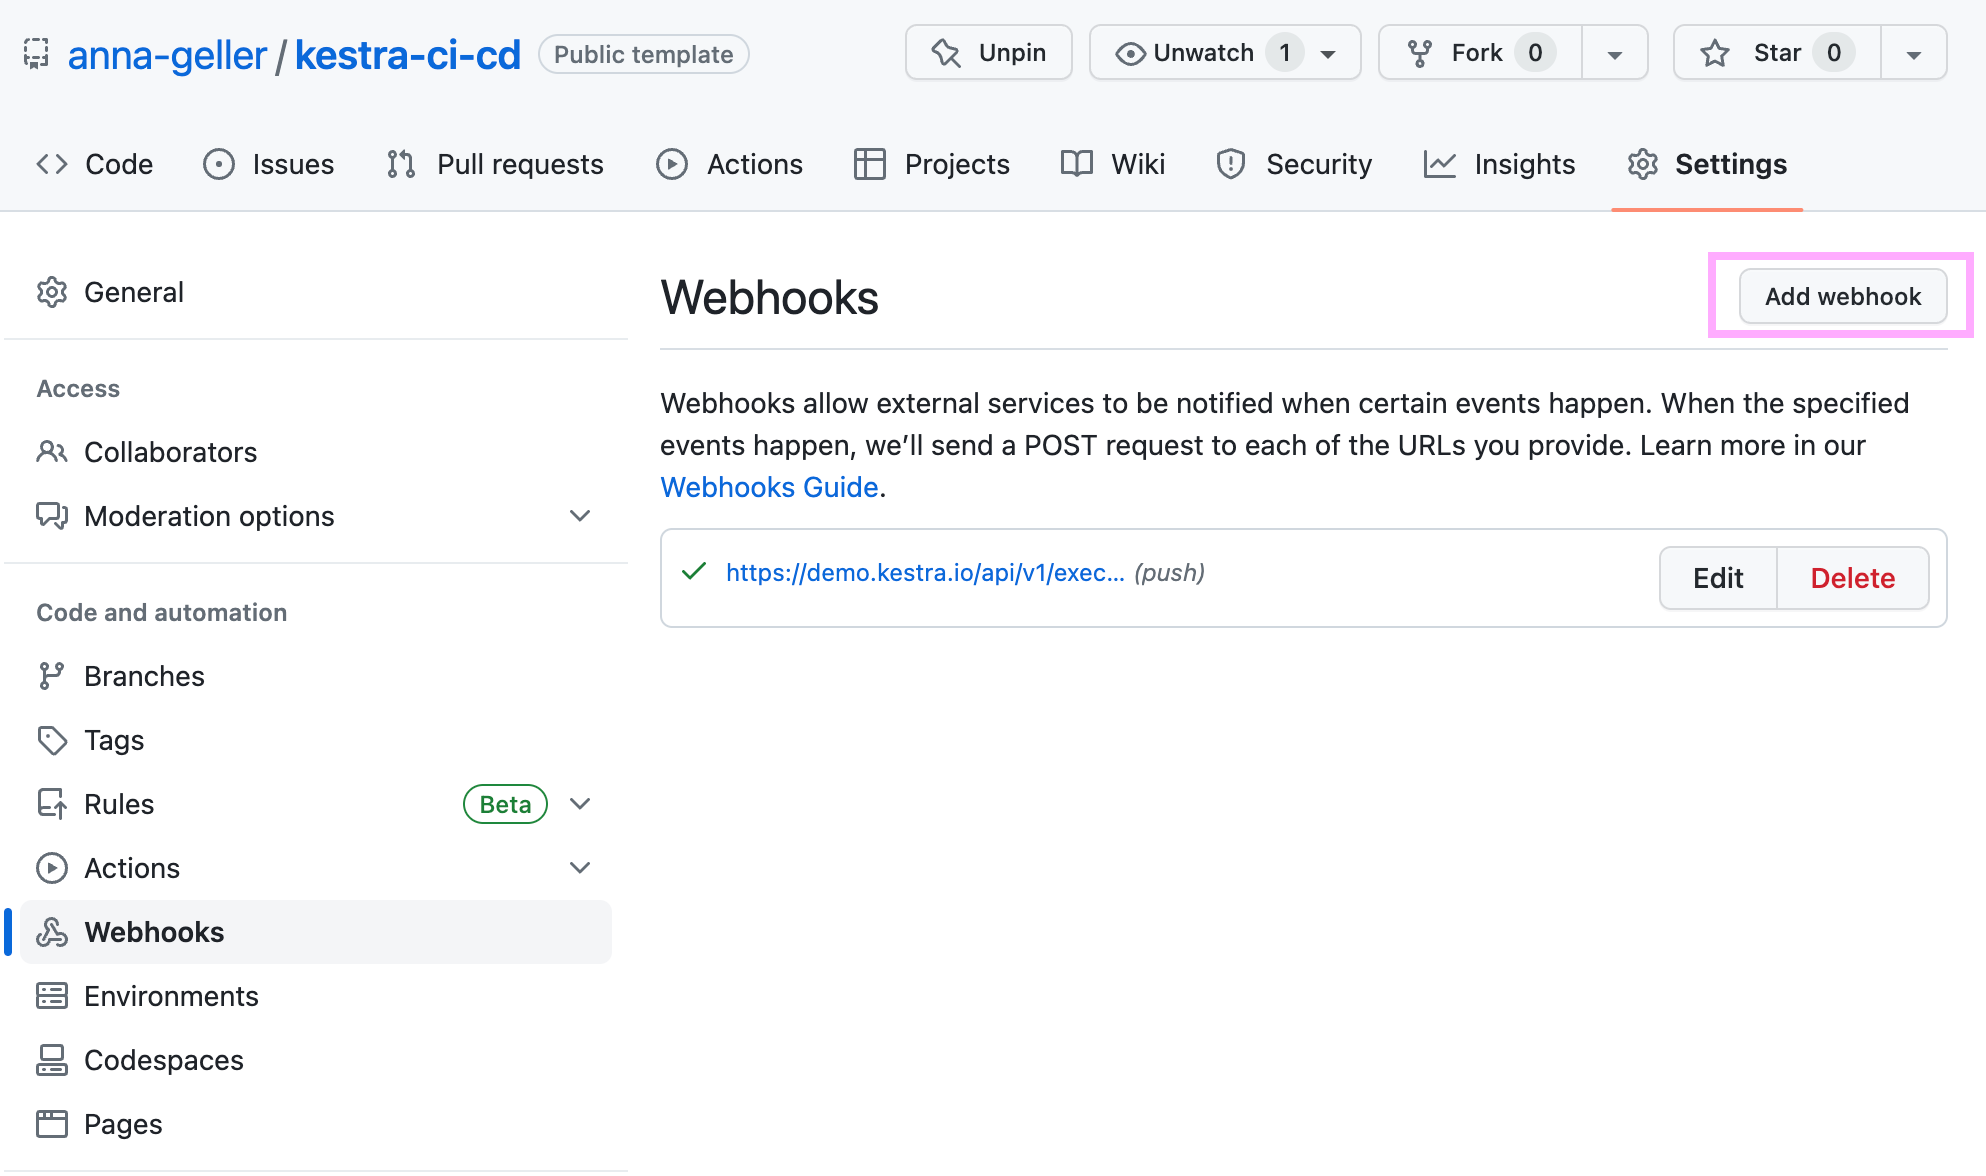 anna-geller / kestra-ci-cd Public template Unpin Unwatch 1 Fork 0 Star 0
Code Issues Pull requests Actions Projects Wiki Security Insights Settings
General
Access
Collaborators
Moderation options
Code and automation
Branches
Tags
Rules Beta
Actions
Webhooks
Environments
Codespaces
Pages
Webhooks Add webhook
Webhooks allow external services to be notified when certain events happen. When the specified
events happen, we’ll send a POST request to each of the URLs you provide. Learn more in our
Webhooks Guide.
https://demo.kestra.io/api/v1/exec... (push) Edit Delete